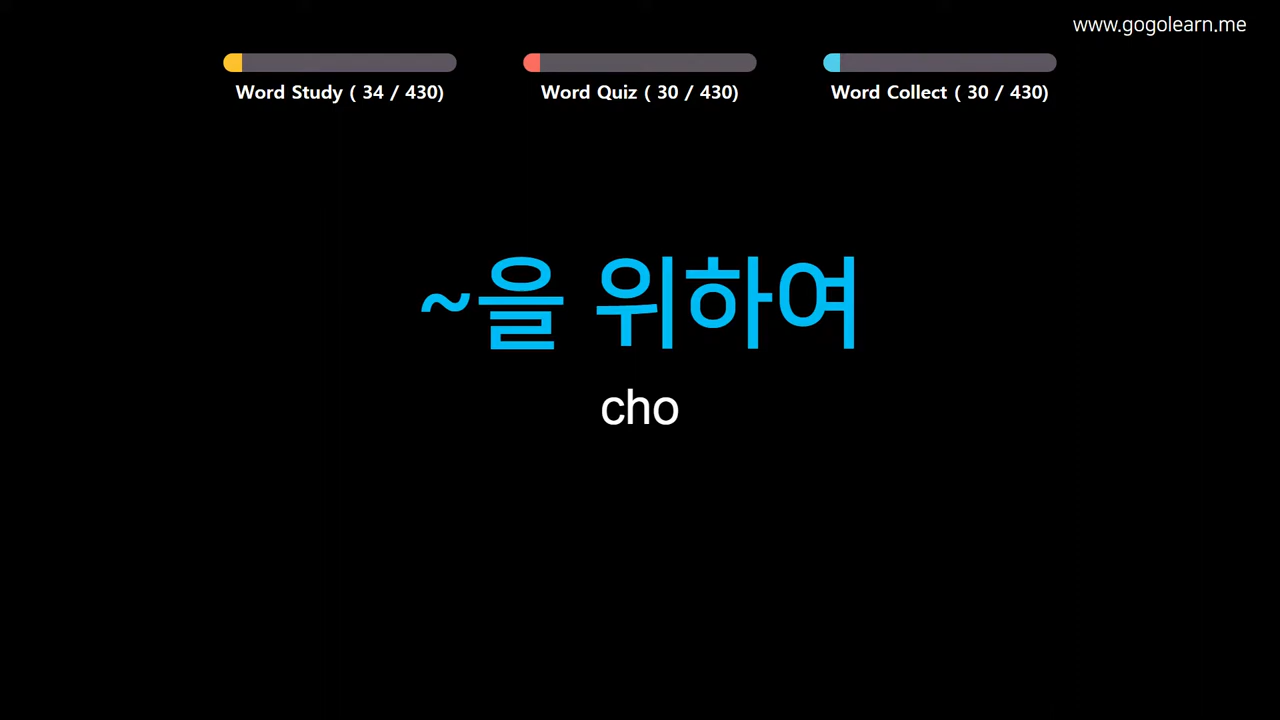 www.gogolearn.me
Word Study ( 34 / 430)
Word Quiz ( 30 / 430)
Word Collect ( 30 / 430)
~을 위하여
cho